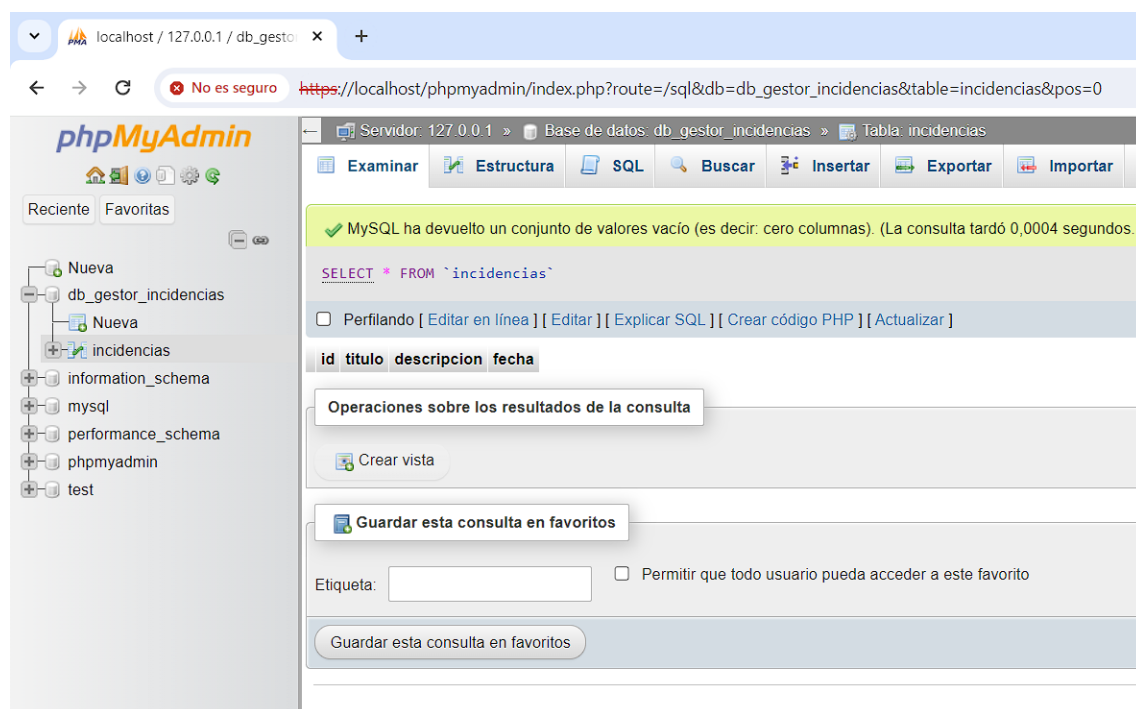 localhost / 127.0.0.1 / db_gesto
No es seguro https://localhost/phpmyadmin/index.php?route=/sql&db=db_gestor_incidencias&table=incidencias&pos=0
phpMyAdmin
Reciente Favoritas
Nueva
db_gestor_incidencias
Nueva
incidencias
information_schema
mysql
performance_schema
phpmyadmin
test
Servidor: 127.0.0.1 » Base de datos: db_gestor_incidencias » Tabla: incidencias
Examinar Estructura SQL Buscar Insertar Exportar Importar
MySQL ha devuelto un conjunto de valores vacío (es decir: cero columnas). (La consulta tardó 0,0004 segundos.
SELECT * FROM `incidencias`
Perfilando [ Editar en línea ] [ Editar ] [ Explicar SQL ] [ Crear código PHP ] [ Actualizar ]
id titulo descripcion fecha
Operaciones sobre los resultados de la consulta
Crear vista
Guardar esta consulta en favoritos
Etiqueta: Permitir que todo usuario pueda acceder a este favorito
Guardar esta consulta en favoritos